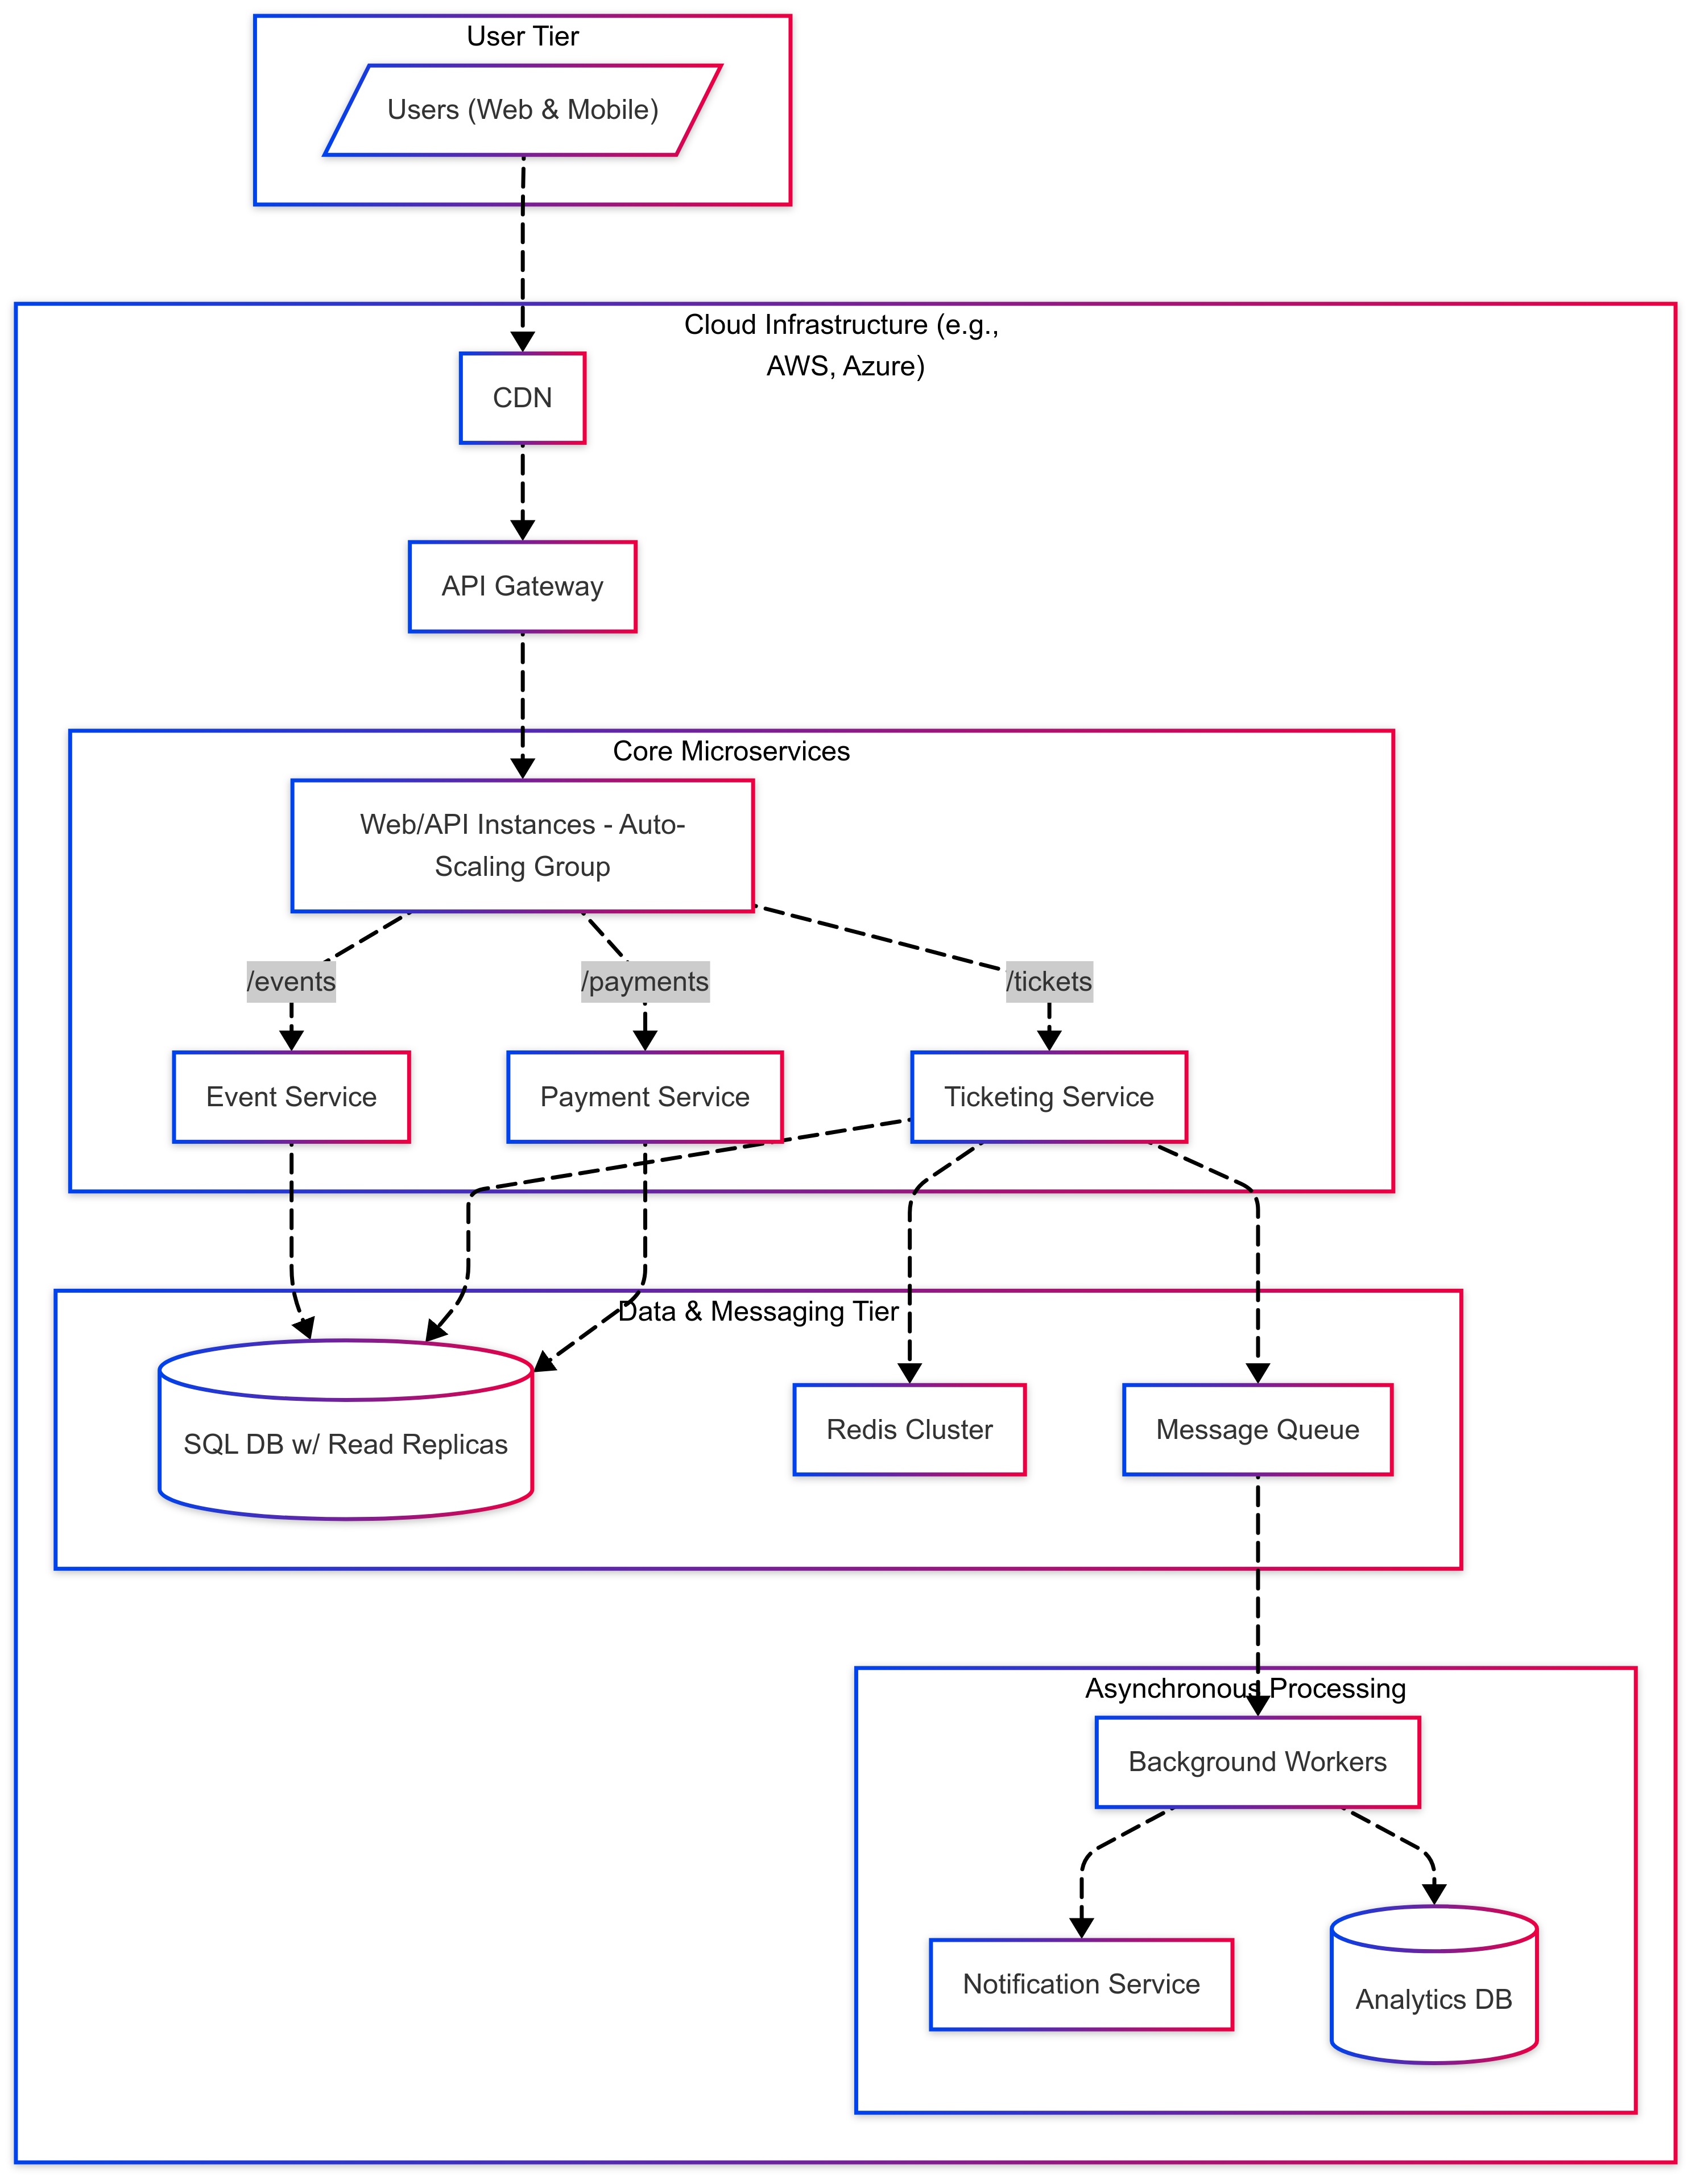 User Tier
Users (Web & Mobile)
Cloud Infrastructure (e.g.,
AWS, Azure)
CDN
API Gateway
Core Microservices
Web/API Instances - Auto-
Scaling Group
/events
/payments
/tickets
Event Service
Payment Service
Ticketing Service
Data & Messaging Tier
SQL DB w/ Read Replicas
Redis Cluster
Message Queue
Asynchronous Processing
Background Workers
Notification Service
Analytics DB